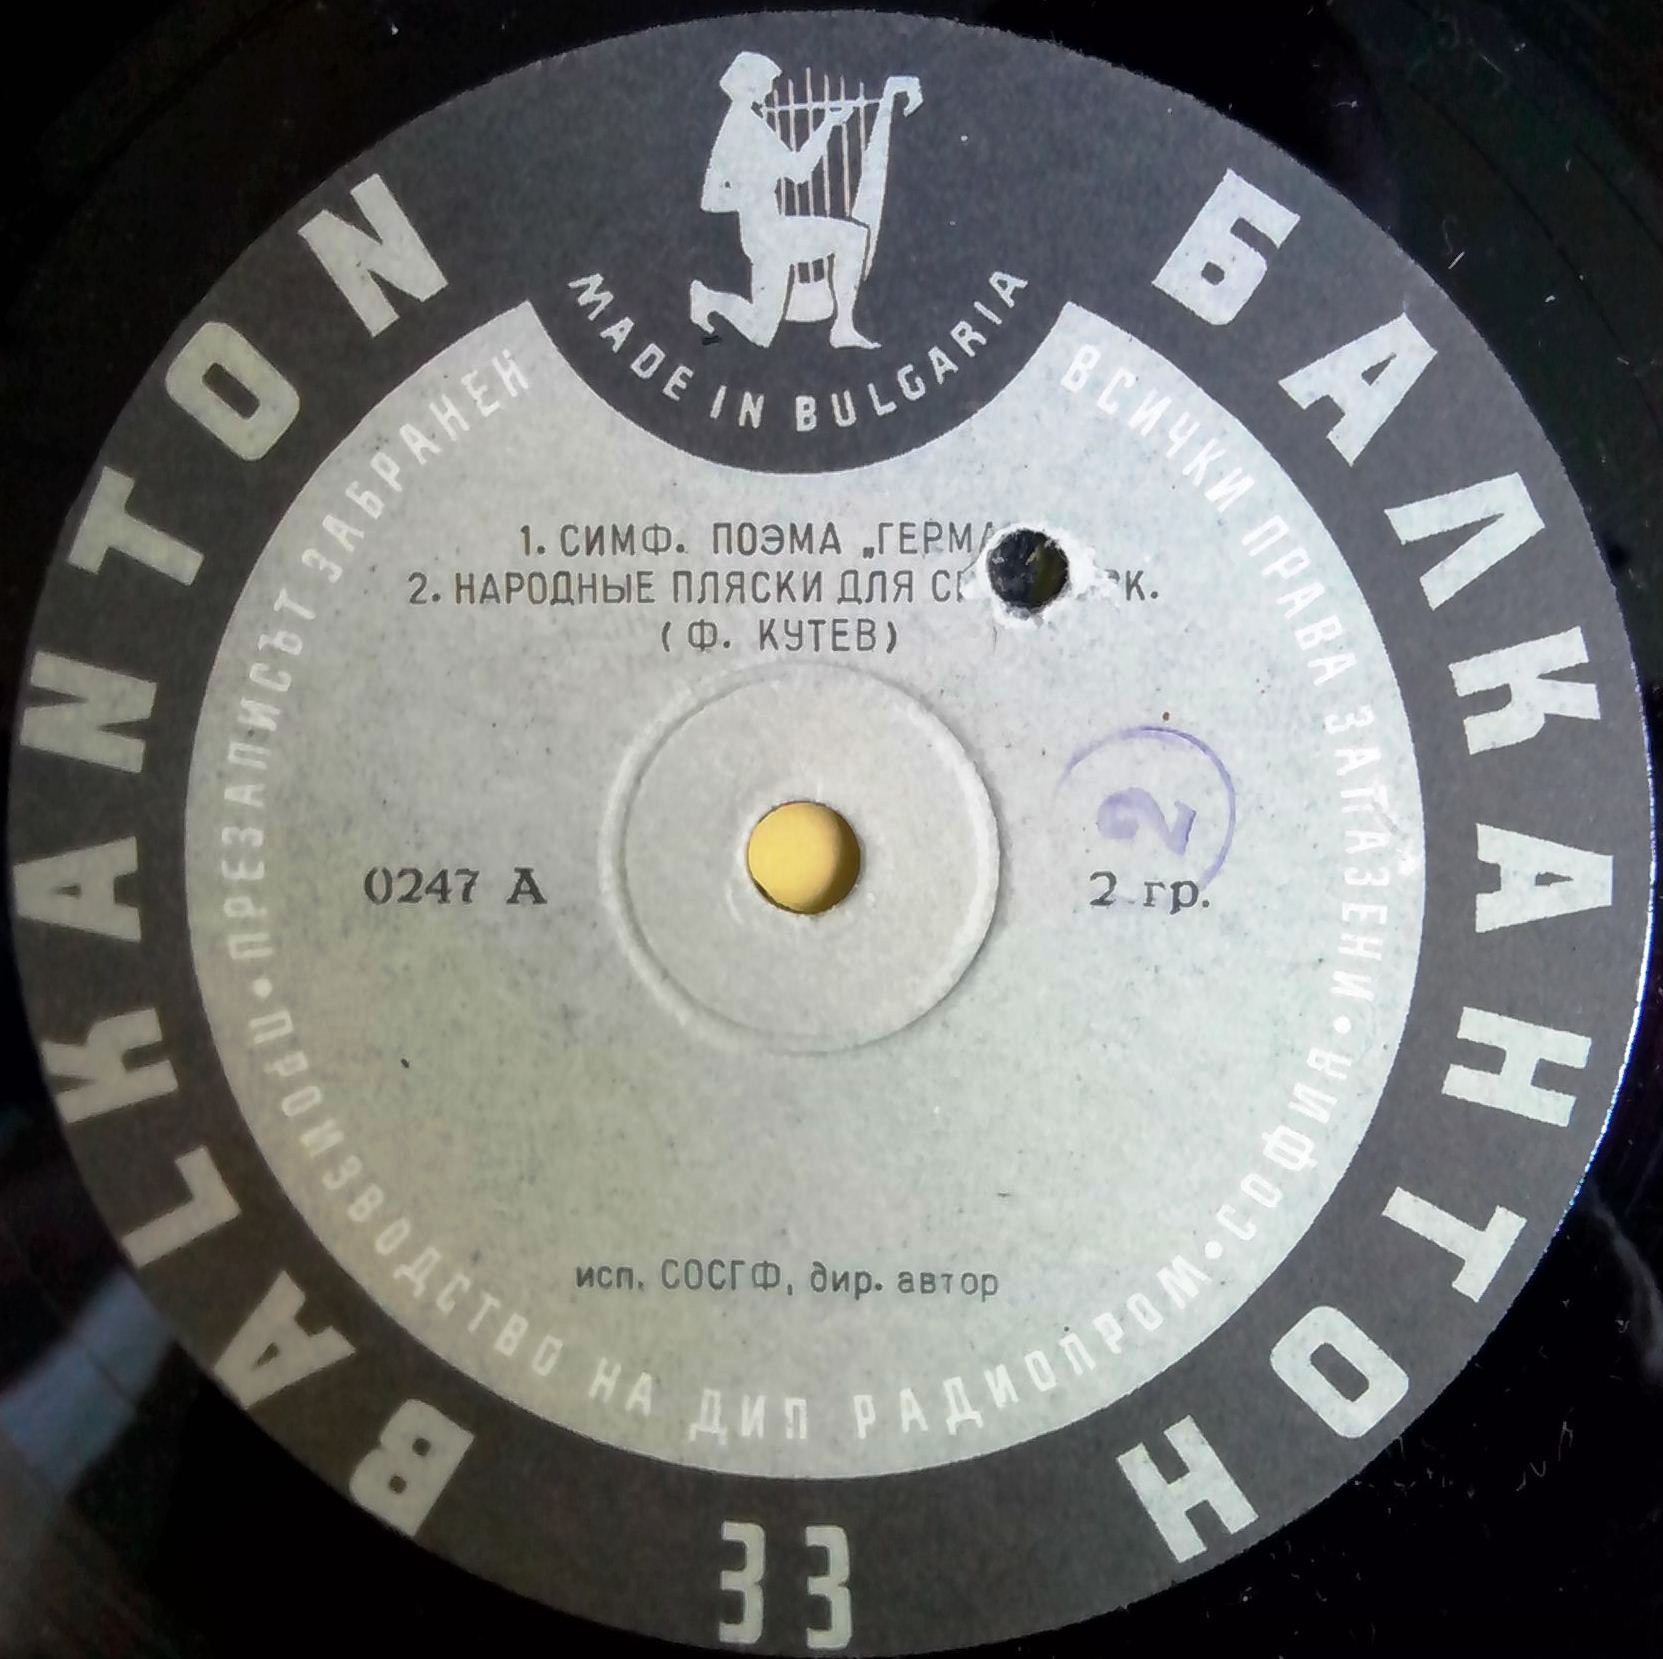 BALKANTON
БАЛКАНТОН
MADE IN BULGARIA
ВСИЧКИ ПРАВА ЗАПАЗЕНИ • СОФИЯ • ПРОИЗВОДСТВО НА ДИП РАДИОПРОМ • ПРЕЗАПИСЪТ ЗАБРАНЕН
1. СИМФ. ПОЭМА
2. НАРОДНЫЕ ПЛЯСКИ ДЛЯ
(Ф. КУТЕВ)
2
0247 А
2 гр.
исп. СОСГФ, дир. автор
33